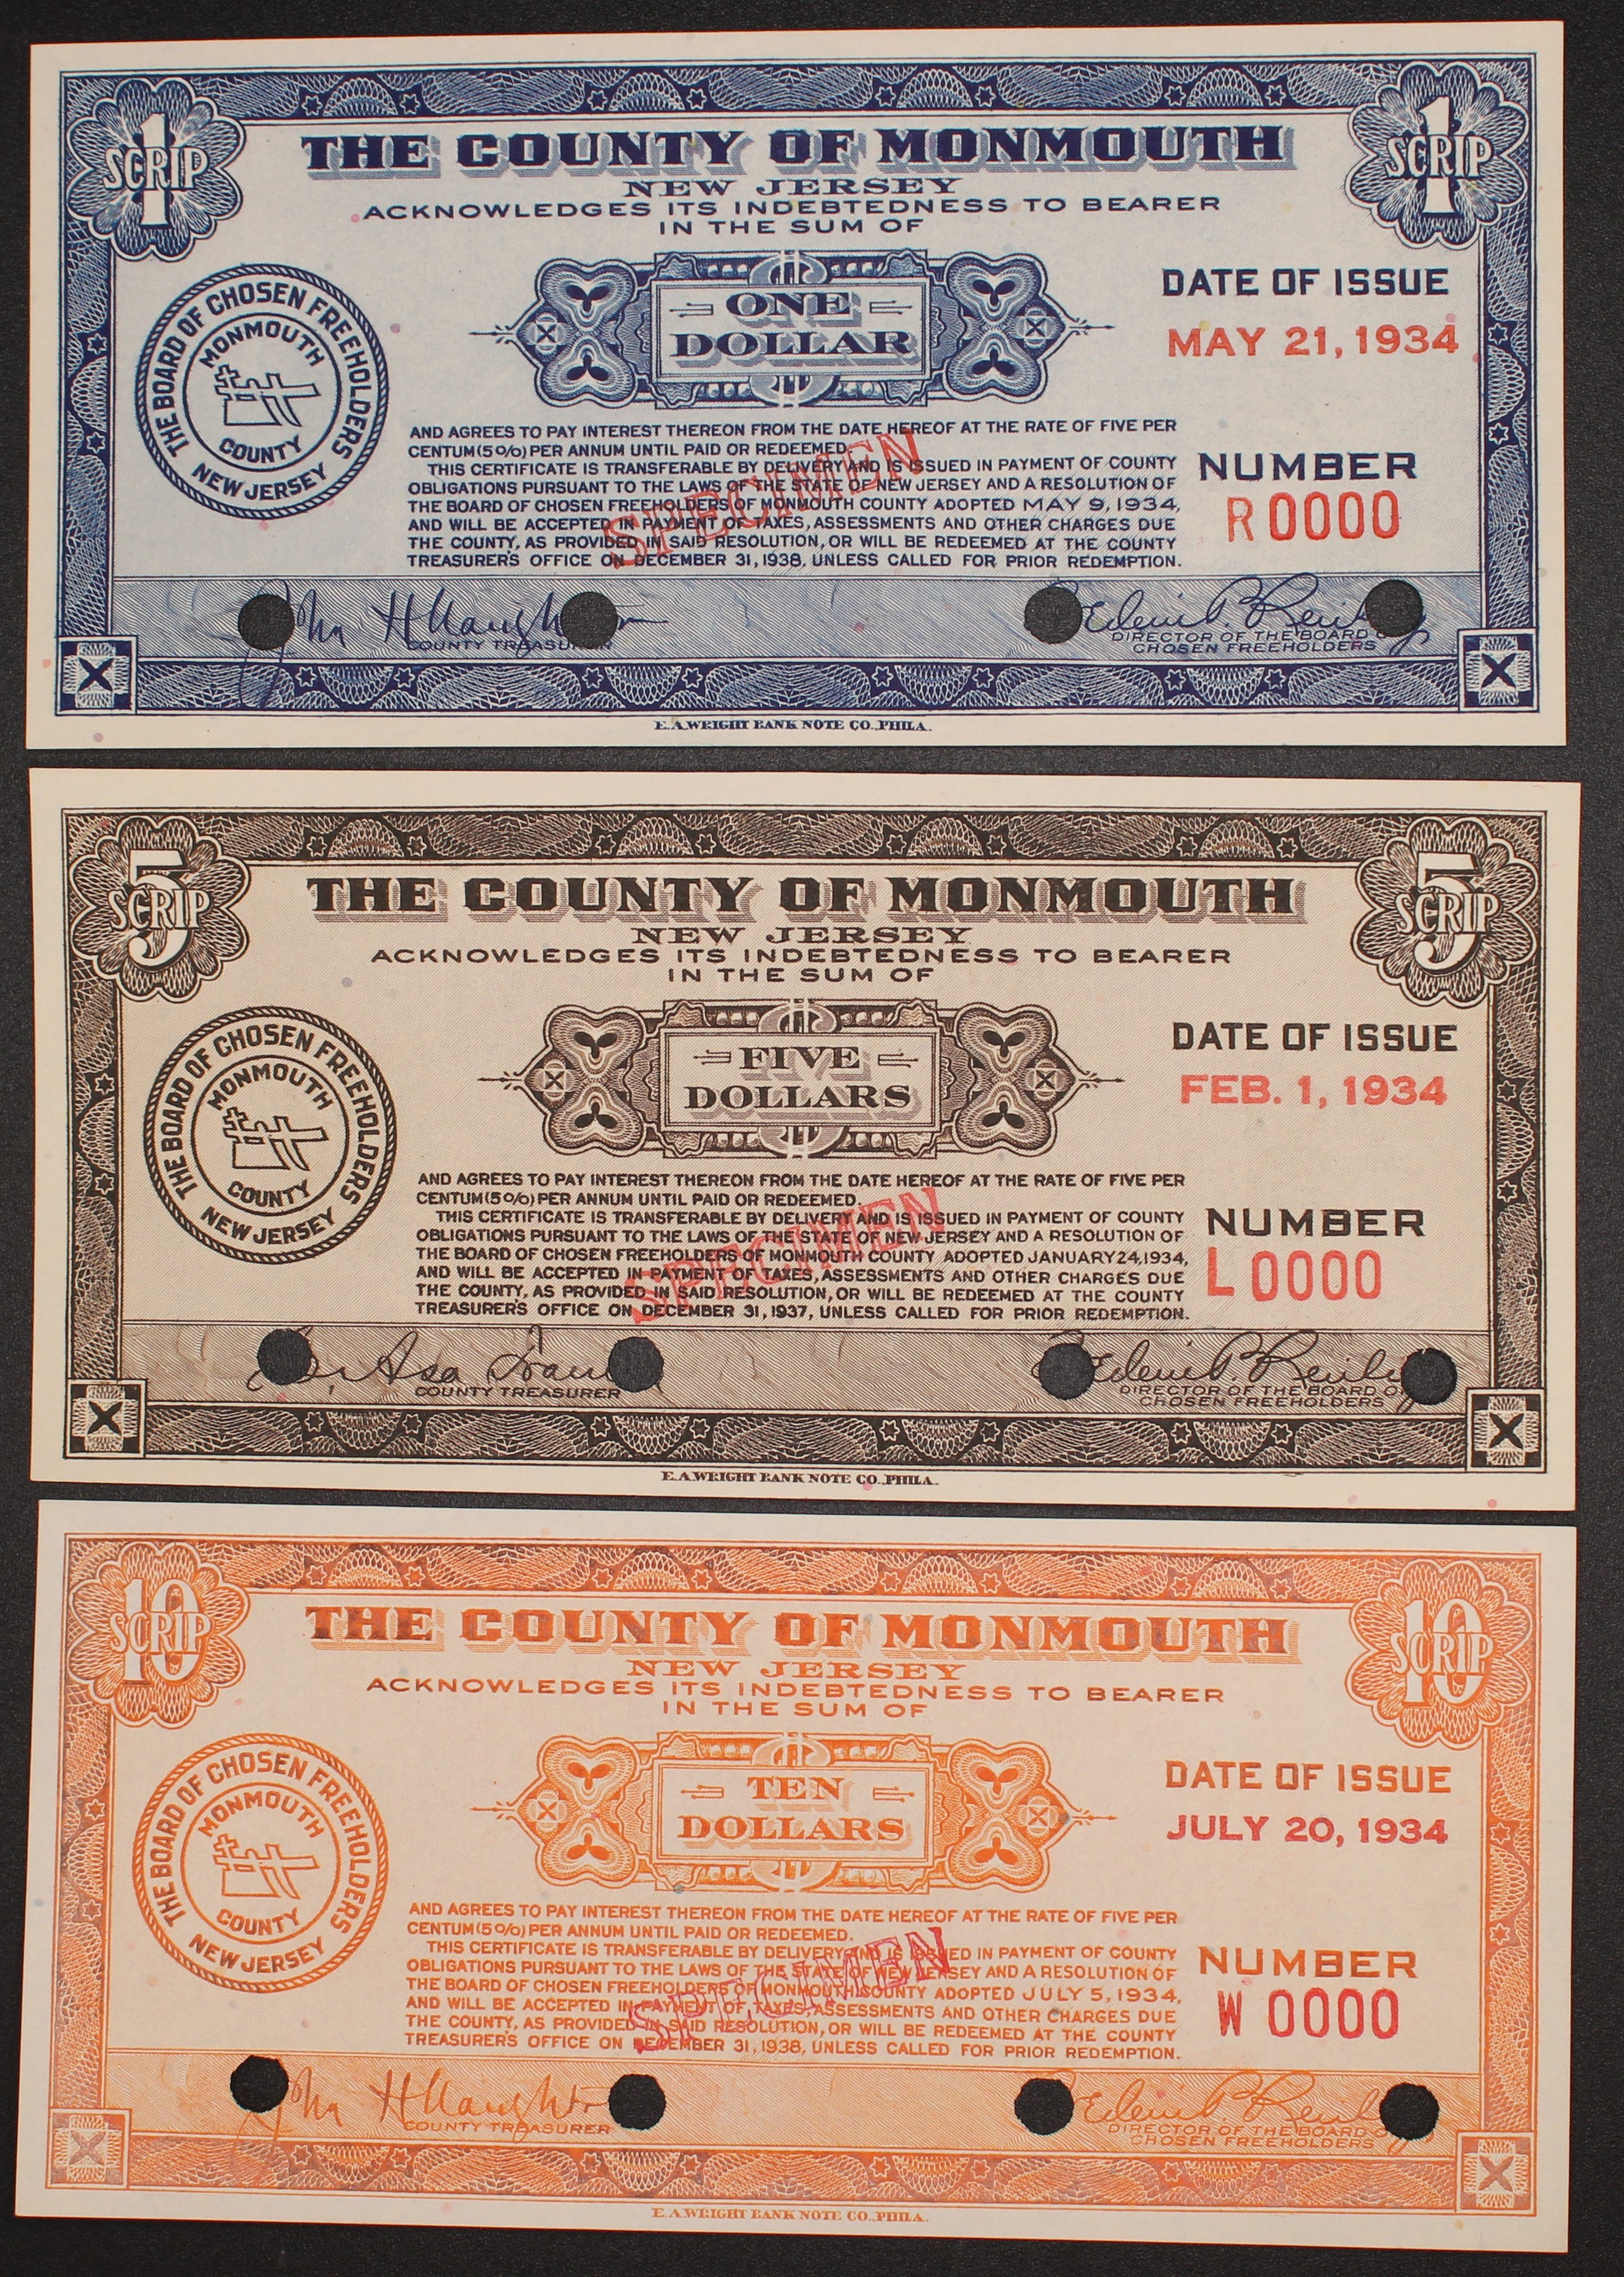 1
SCRIP
1
SCRIP
THE COUNTY OF MONMOUTH
NEW JERSEY
ACKNOWLEDGES ITS INDEBTEDNESS TO BEARER
IN THE SUM OF
ONE
DOLLAR
DATE OF ISSUE
MAY 21, 1934
THE BOARD OF CHOSEN FREEHOLDERS
MONMOUTH
COUNTY
NEW JERSEY
AND AGREES TO PAY INTEREST THEREON FROM THE DATE HEREOF AT THE RATE OF FIVE PER
CENTUM (5%) PER ANNUM UNTIL PAID OR REDEEMED.
THIS CERTIFICATE IS TRANSFERABLE BY DELIVERY AND IS ISSUED IN PAYMENT OF COUNTY
OBLIGATIONS PURSUANT TO THE LAWS OF THE STATE OF NEW JERSEY AND A RESOLUTION OF
THE BOARD OF CHOSEN FREEHOLDERS OF MONMOUTH COUNTY ADOPTED MAY 9, 1934,
AND WILL BE ACCEPTED IN PAYMENT OF TAXES, ASSESSMENTS AND OTHER CHARGES DUE
THE COUNTY, AS PROVIDED IN SAID RESOLUTION, OR WILL BE REDEEMED AT THE COUNTY
TREASURER'S OFFICE ON DECEMBER 31, 1938, UNLESS CALLED FOR PRIOR REDEMPTION.
SPECIMEN
NUMBER
R 0000
COUNTY TREASURER
DIRECTOR OF THE BOARD OF
CHOSEN FREEHOLDERS
E. A. WRIGHT BANK NOTE CO., PHILA.
5
SCRIP
5
SCRIP
THE COUNTY OF MONMOUTH
NEW JERSEY
ACKNOWLEDGES ITS INDEBTEDNESS TO BEARER
IN THE SUM OF
FIVE
DOLLARS
DATE OF ISSUE
FEB. 1, 1934
THE BOARD OF CHOSEN FREEHOLDERS
MONMOUTH
COUNTY
NEW JERSEY
AND AGREES TO PAY INTEREST THEREON FROM THE DATE HEREOF AT THE RATE OF FIVE PER
CENTUM (5%) PER ANNUM UNTIL PAID OR REDEEMED.
THIS CERTIFICATE IS TRANSFERABLE BY DELIVERY AND IS ISSUED IN PAYMENT OF COUNTY
OBLIGATIONS PURSUANT TO THE LAWS OF THE STATE OF NEW JERSEY AND A RESOLUTION OF
THE BOARD OF CHOSEN FREEHOLDERS OF MONMOUTH COUNTY ADOPTED JANUARY 24, 1934,
AND WILL BE ACCEPTED IN PAYMENT OF TAXES, ASSESSMENTS AND OTHER CHARGES DUE
THE COUNTY, AS PROVIDED IN SAID RESOLUTION, OR WILL BE REDEEMED AT THE COUNTY
TREASURER'S OFFICE ON DECEMBER 31, 1937, UNLESS CALLED FOR PRIOR REDEMPTION.
SPECIMEN
NUMBER
L 0000
COUNTY TREASURER
DIRECTOR OF THE BOARD OF
CHOSEN FREEHOLDERS
E. A. WRIGHT BANK NOTE CO., PHILA.
10
SCRIP
10
SCRIP
THE COUNTY OF MONMOUTH
NEW JERSEY
ACKNOWLEDGES ITS INDEBTEDNESS TO BEARER
IN THE SUM OF
TEN
DOLLARS
DATE OF ISSUE
JULY 20, 1934
THE BOARD OF CHOSEN FREEHOLDERS
MONMOUTH
COUNTY
NEW JERSEY
AND AGREES TO PAY INTEREST THEREON FROM THE DATE HEREOF AT THE RATE OF FIVE PER
CENTUM (5%) PER ANNUM UNTIL PAID OR REDEEMED.
THIS CERTIFICATE IS TRANSFERABLE BY DELIVERY AND IS ISSUED IN PAYMENT OF COUNTY
OBLIGATIONS PURSUANT TO THE LAWS OF THE STATE OF NEW JERSEY AND A RESOLUTION OF
THE BOARD OF CHOSEN FREEHOLDERS OF MONMOUTH COUNTY ADOPTED JULY 5, 1934,
AND WILL BE ACCEPTED IN PAYMENT OF TAXES, ASSESSMENTS AND OTHER CHARGES DUE
THE COUNTY, AS PROVIDED IN SAID RESOLUTION, OR WILL BE REDEEMED AT THE COUNTY
TREASURER'S OFFICE ON DECEMBER 31, 1938, UNLESS CALLED FOR PRIOR REDEMPTION.
SPECIMEN
NUMBER
W 0000
COUNTY TREASURER
DIRECTOR OF THE BOARD OF
CHOSEN FREEHOLDERS
E. A. WRIGHT BANK NOTE CO., PHILA.